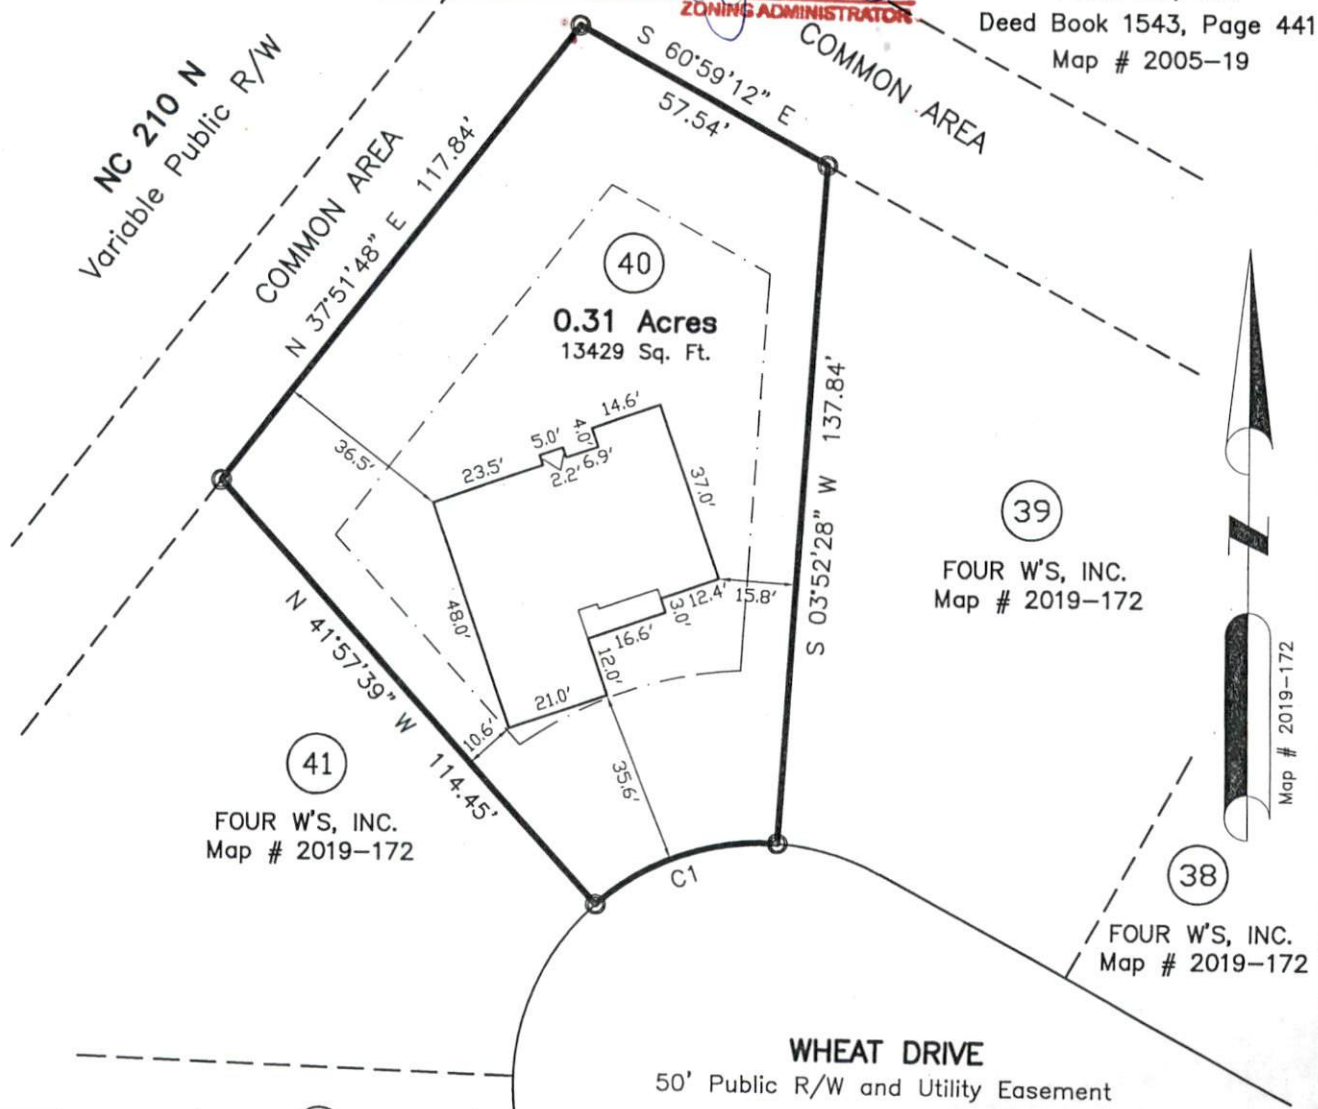 ZONING ADMINISTRATOR
Deed Book 1543, Page 441
Map # 2005-19
NC 210 N
Variable Public R/W
COMMON AREA
N 37°51'48" E 117.84'
S 60°59'12" E
57.54'
COMMON AREA
40
0.31 Acres
13429 Sq. Ft.
S 03°52'28" W 137.84'
36.5'
23.5'
5.0'
2.2'
6.9'
4.0'
14.6'
37.0'
48.0'
12.4'
15.8'
3.0'
16.6'
12.0'
21.0'
10.6'
35.6'
N 41°57'39" W 114.45'
C1
39
FOUR W'S, INC.
Map # 2019-172
41
FOUR W'S, INC.
Map # 2019-172
38
FOUR W'S, INC.
Map # 2019-172
N
Map # 2019-172
WHEAT DRIVE
50' Public R/W and Utility Easement